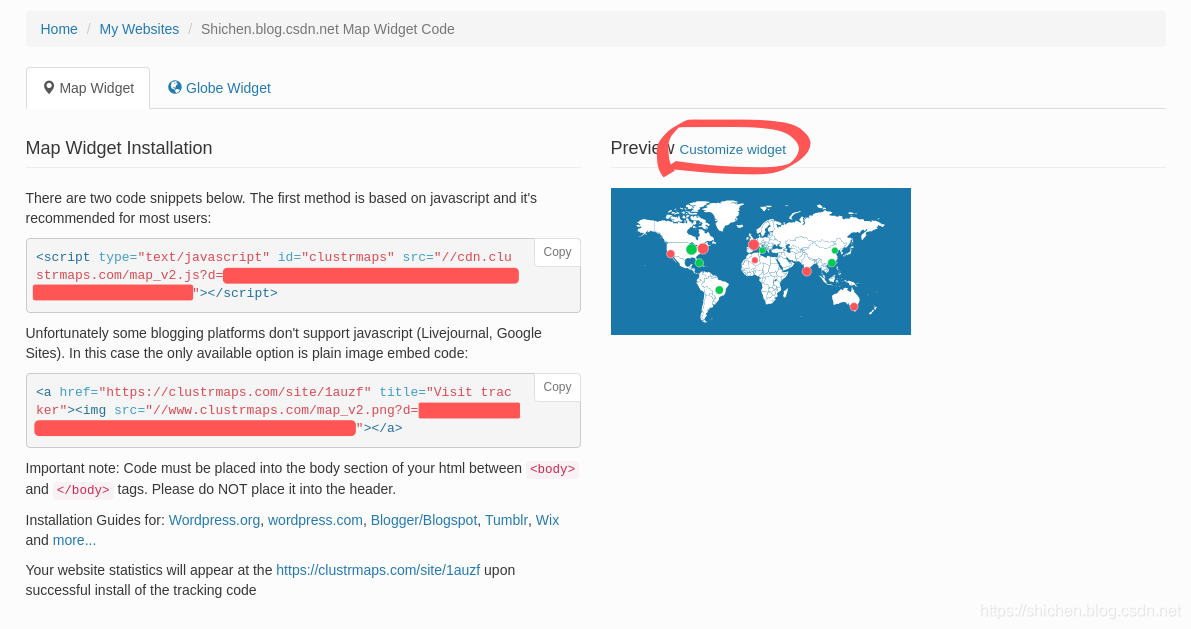 Home / My Websites / Shichen.blog.csdn.net Map Widget Code
Map Widget
Globe Widget
Map Widget Installation
There are two code snippets below. The first method is based on javascript and it's
recommended for most users:
<script type="text/javascript" id="clustrmaps" src="//cdn.clu
strmaps.com/map_v2.js?d=
"></script>
Copy
Unfortunately some blogging platforms don't support javascript (Livejournal, Google
Sites). In this case the only available option is plain image embed code:
<a href="https://clustrmaps.com/site/1auzf" title="Visit trac
ker"><img src="//www.clustrmaps.com/map_v2.png?d=
"></a>
Copy
Important note: Code must be placed into the body section of your html between <body>
and </body> tags. Please do NOT place it into the header.
Installation Guides for: Wordpress.org, wordpress.com, Blogger/Blogspot, Tumblr, Wix
and more...
Your website statistics will appear at the https://clustrmaps.com/site/1auzf upon
successful install of the tracking code
Preview Customize widget
https://shichen.blog.csdn.net